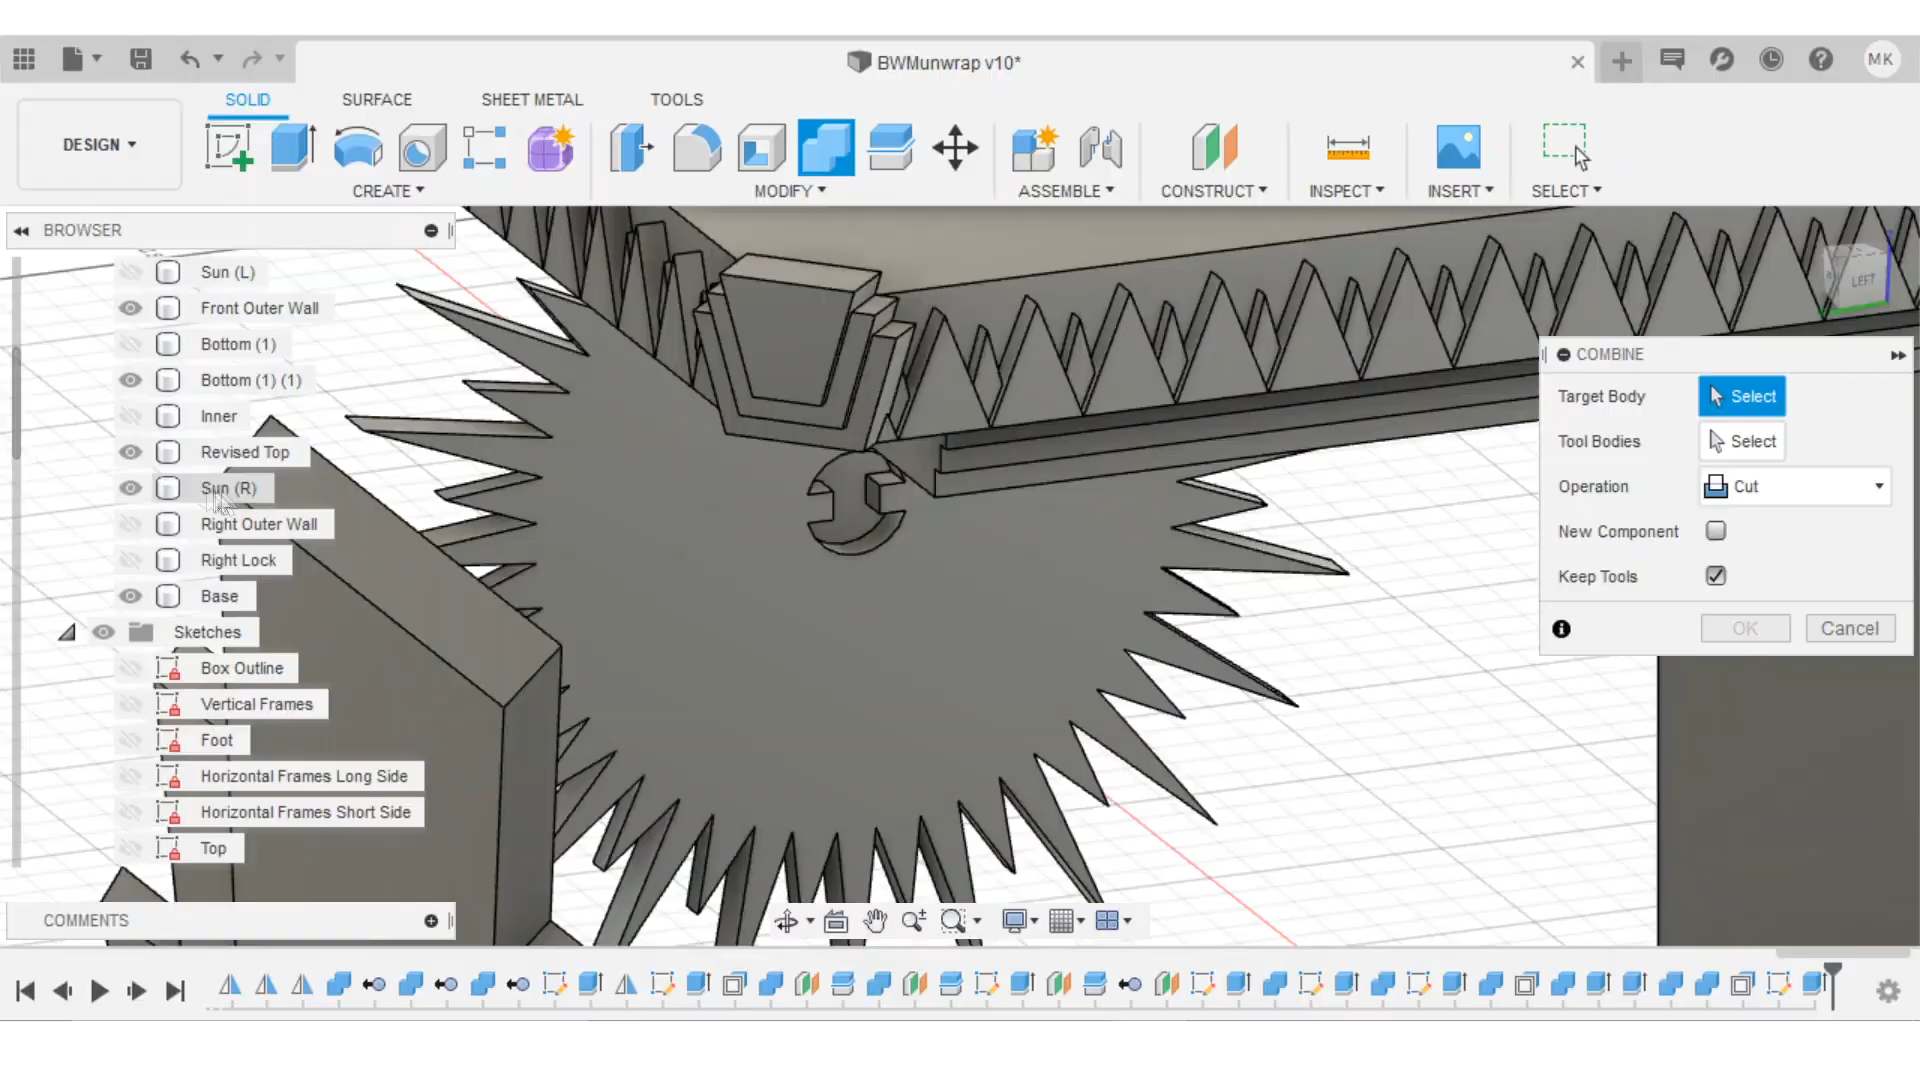 BWMunwrap v10*
MK
DESIGN
SOLID
SURFACE
SHEET METAL
TOOLS
CREATE
MODIFY
ASSEMBLE
CONSTRUCT
INSPECT
INSERT
SELECT
BROWSER
Sun (L)
Front Outer Wall
Bottom (1)
Bottom (1) (1)
Inner
Revised Top
Sun (R)
Right Outer Wall
Right Lock
Base
Sketches
Box Outline
Vertical Frames
Foot
Horizontal Frames Long Side
Horizontal Frames Short Side
Top
COMMENTS
LEFT
COMBINE
Target Body
Select
Tool Bodies
Select
Operation
Cut
New Component
Keep Tools
OK
Cancel